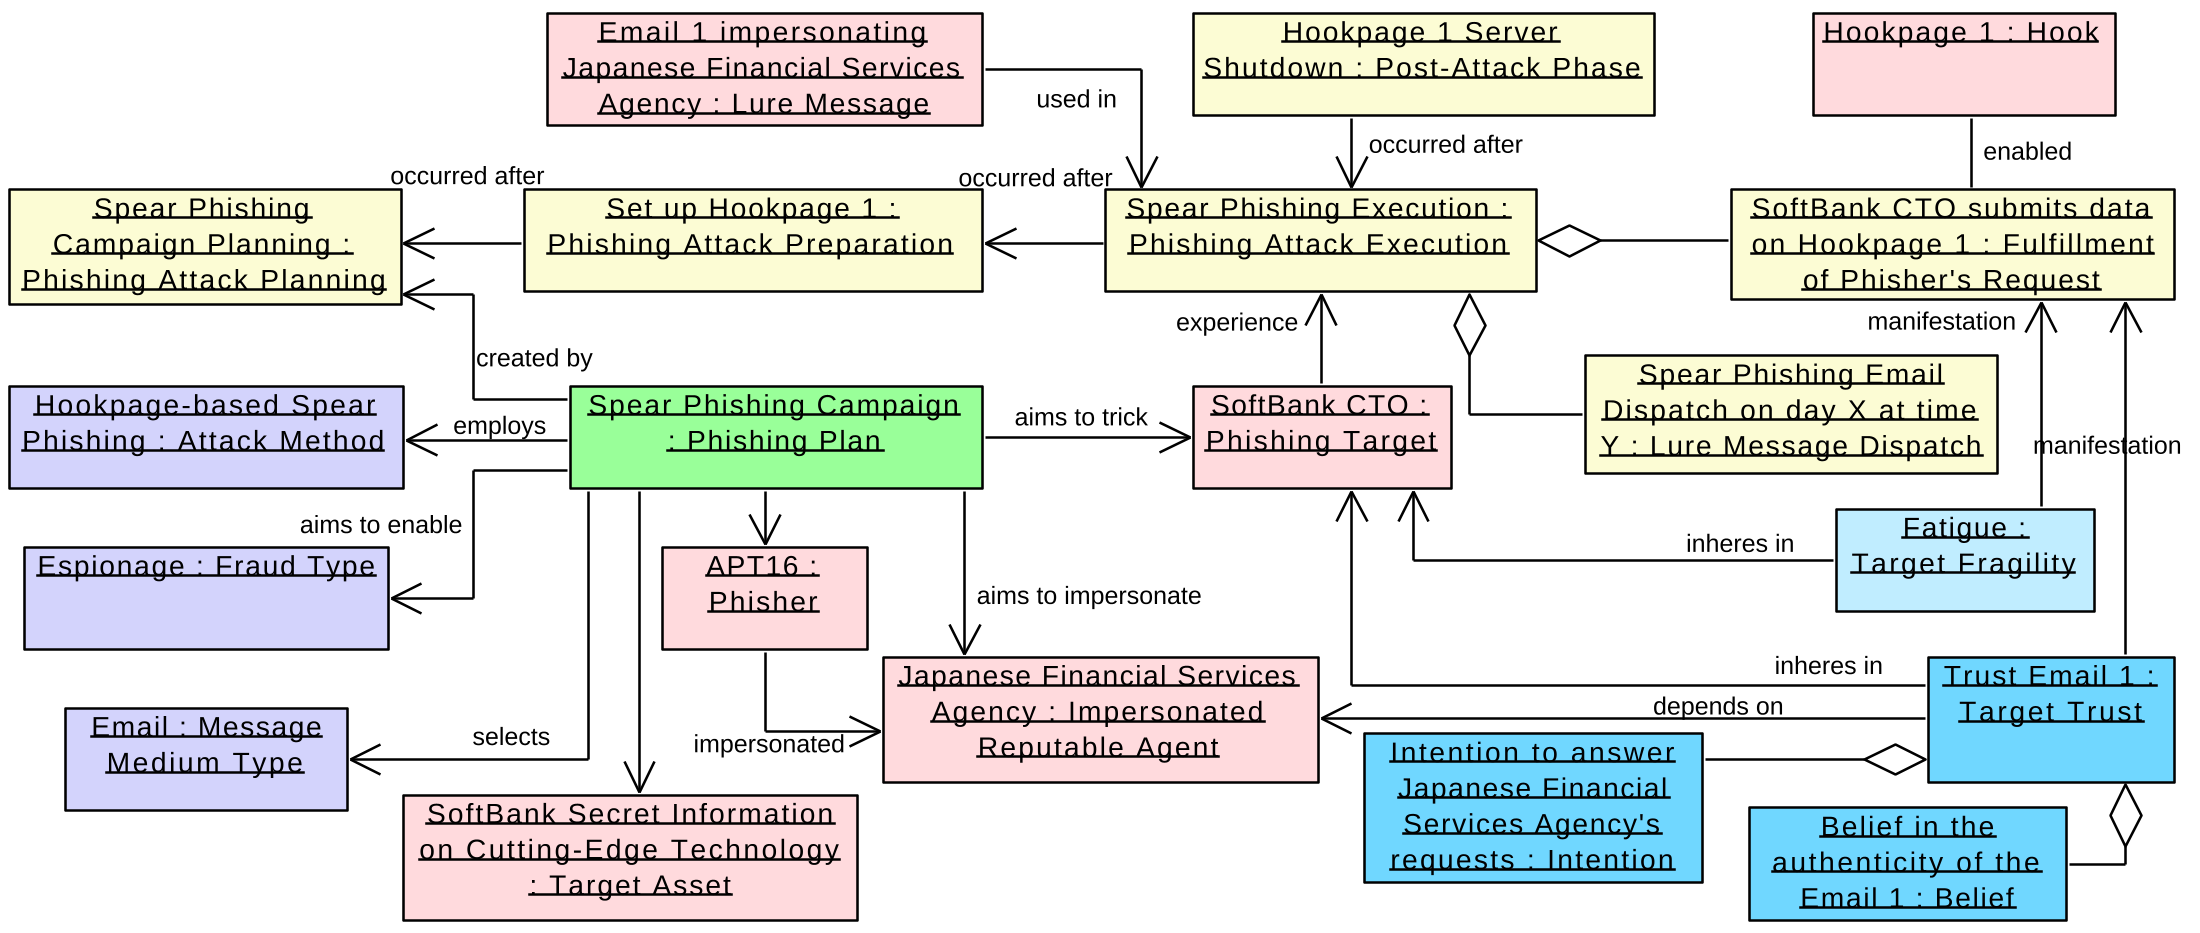 Email 1 impersonating
Japanese Financial Services
Agency : Lure Message
Hookpage 1 Server
Shutdown : Post-Attack Phase
Hookpage 1 : Hook
used in
occurred after
enabled
occurred after
occurred after
Spear Phishing
Campaign Planning :
Phishing Attack Planning
Set up Hookpage 1 :
Phishing Attack Preparation
Spear Phishing Execution :
Phishing Attack Execution
SoftBank CTO submits data
on Hookpage 1 : Fulfillment
of Phisher's Request
experience
manifestation
created by
Spear Phishing Email
Dispatch on day X at time
Y : Lure Message Dispatch
manifestation
Hookpage-based Spear
Phishing : Attack Method
employs
Spear Phishing Campaign
: Phishing Plan
aims to trick
SoftBank CTO :
Phishing Target
aims to enable
Fatigue :
Target Fragility
inheres in
Espionage : Fraud Type
APT16 :
Phisher
aims to impersonate
inheres in
Japanese Financial Services
Agency : Impersonated
Reputable Agent
depends on
Trust Email 1 :
Target Trust
Email : Message
Medium Type
selects
impersonated
Intention to answer
Japanese Financial
Services Agency's
requests : Intention
SoftBank Secret Information
on Cutting-Edge Technology
: Target Asset
Belief in the
authenticity of the
Email 1 : Belief